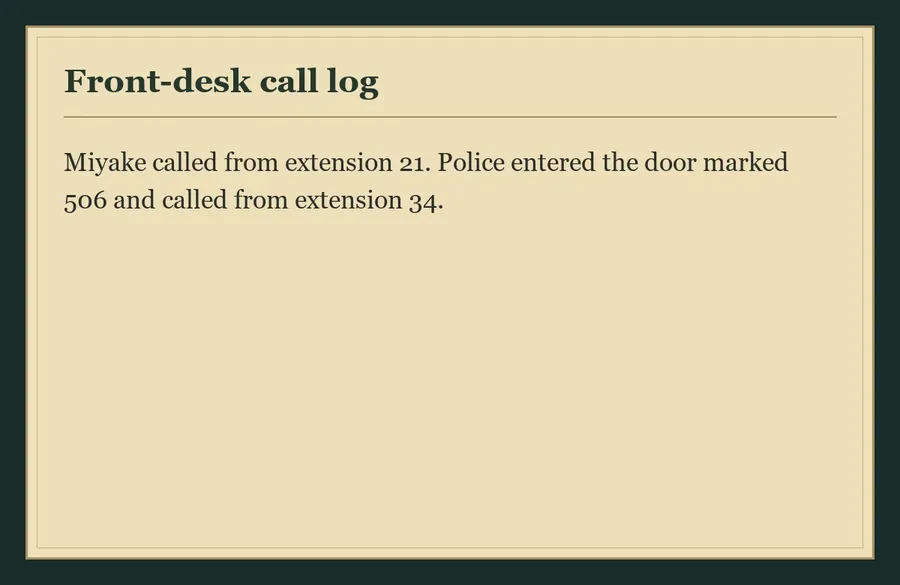 Front-desk call log
Miyake called from extension 21. Police entered the door marked
506 and called from extension 34.